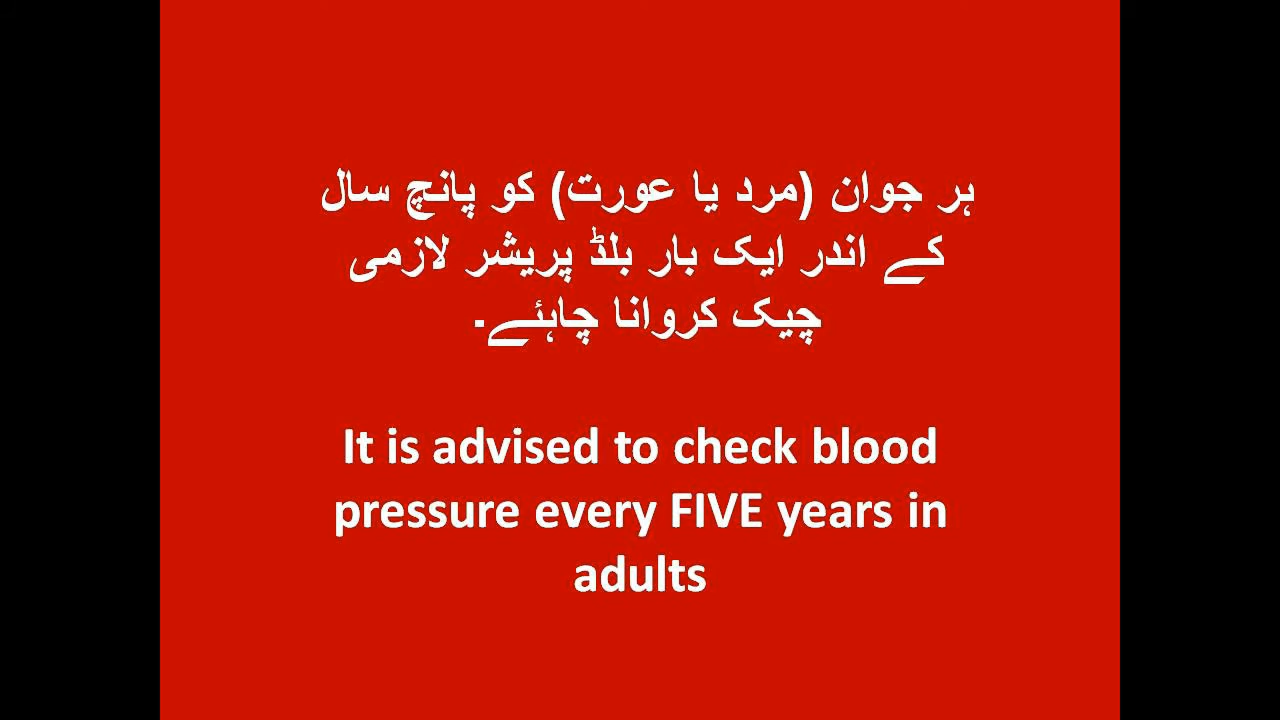 ہر جوان (مرد یا عورت) کو پانچ سال
کے اندر ایک بار بلڈ پریشر لازمی
چیک کروانا چاہئے۔
It is advised to check blood
pressure every FIVE years in
adults